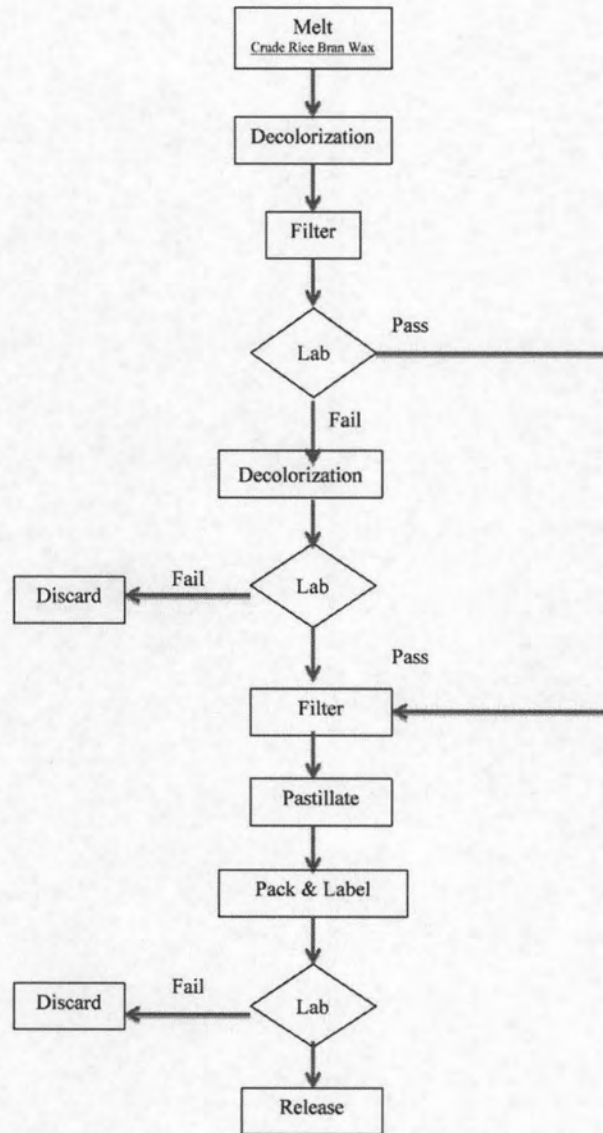 Melt
Crude Rice Bran Wax
Decolorization
Filter
Pass
Lab
Fail
Decolorization
Discard
Fail
Lab
Pass
Filter
Pastillate
Pack & Label
Discard
Fail
Lab
Release